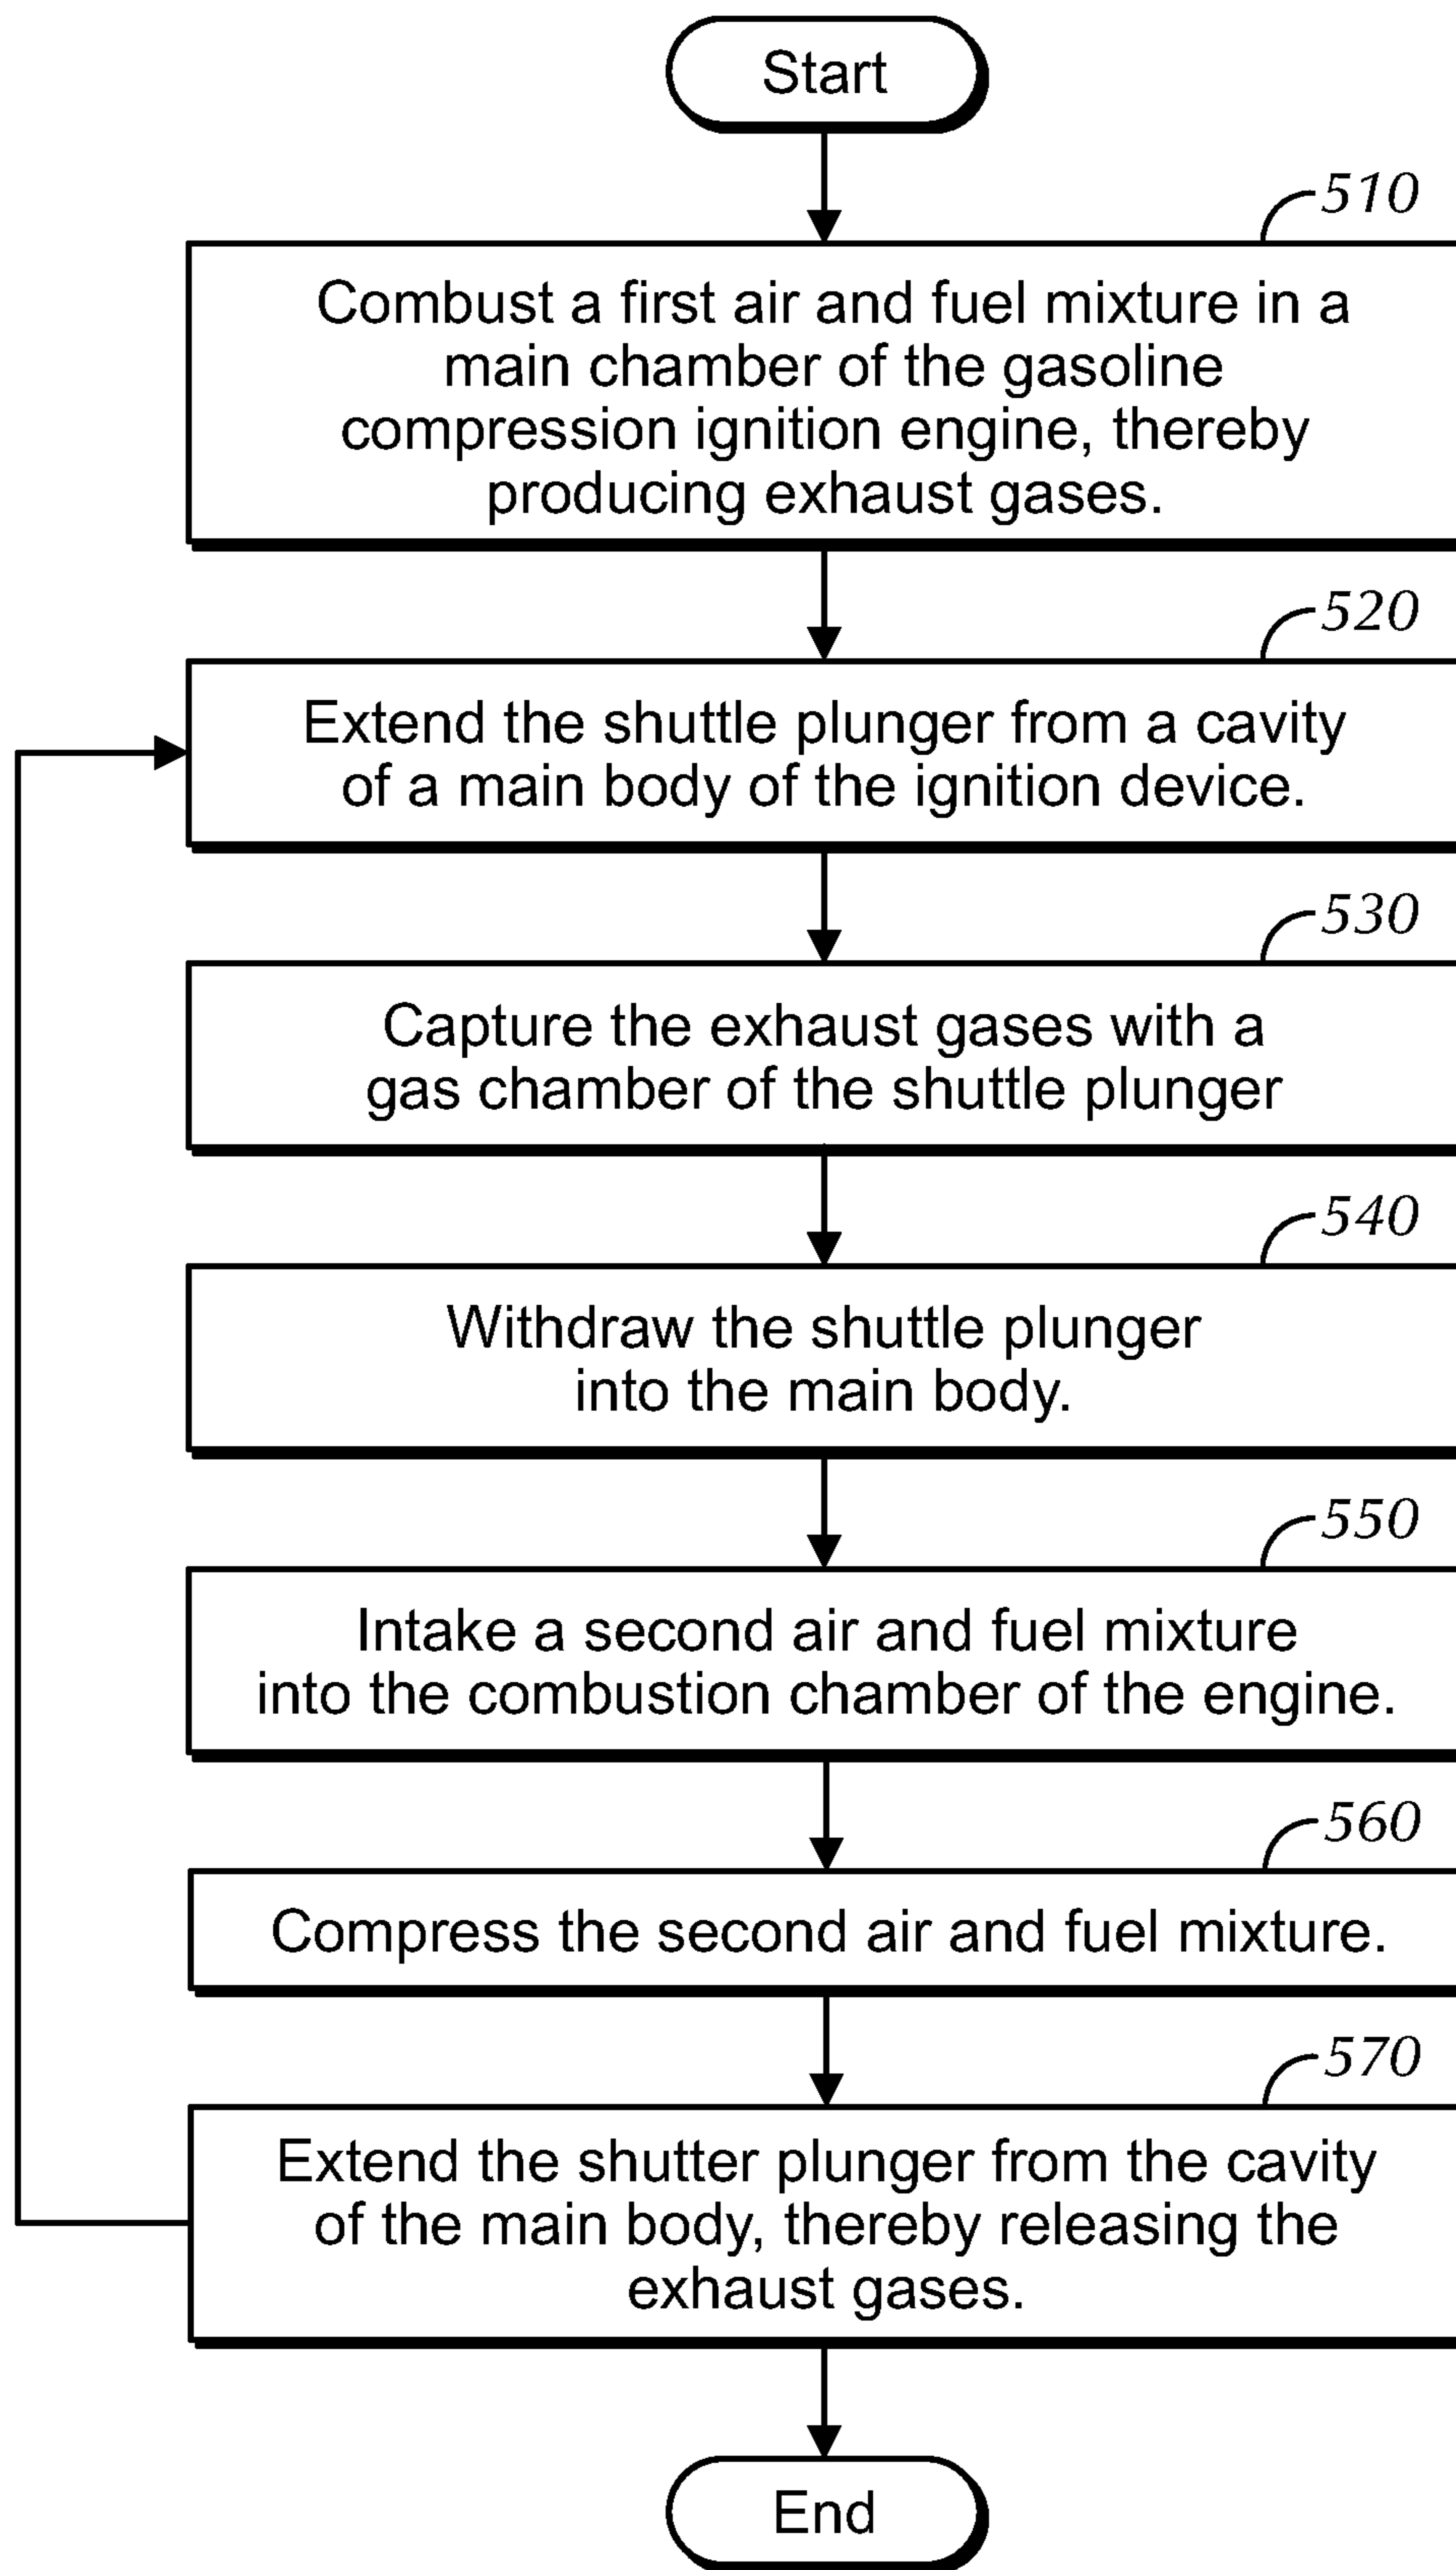 Start
510
Combust a first air and fuel mixture in a
main chamber of the gasoline
compression ignition engine, thereby
producing exhaust gases.
520
Extend the shuttle plunger from a cavity
of a main body of the ignition device.
530
Capture the exhaust gases with a
gas chamber of the shuttle plunger
540
Withdraw the shuttle plunger
into the main body.
550
Intake a second air and fuel mixture
into the combustion chamber of the engine.
560
Compress the second air and fuel mixture.
570
Extend the shutter plunger from the cavity
of the main body, thereby releasing the
exhaust gases.
End